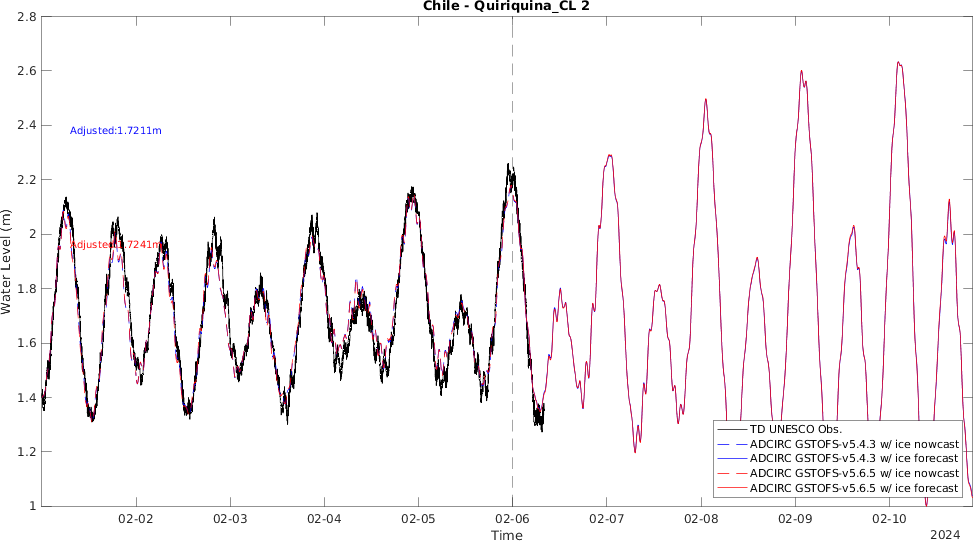 Chile - Quiriquina_CL 2
2.8
2.6
2.4
2.2
2
1.8
1.6
1.4
1.2
1
Water Level (m)
Adjusted:1.7211m
Adjusted:1.7241m
TD UNESCO Obs.
ADCIRC GSTOFS-v5.4.3 w/ ice nowcast
ADCIRC GSTOFS-v5.4.3 w/ ice forecast
ADCIRC GSTOFS-v5.6.5 w/ ice nowcast
ADCIRC GSTOFS-v5.6.5 w/ ice forecast
02-02 02-03 02-04 02-05 02-06 02-07 02-08 02-09 02-10
Time
2024